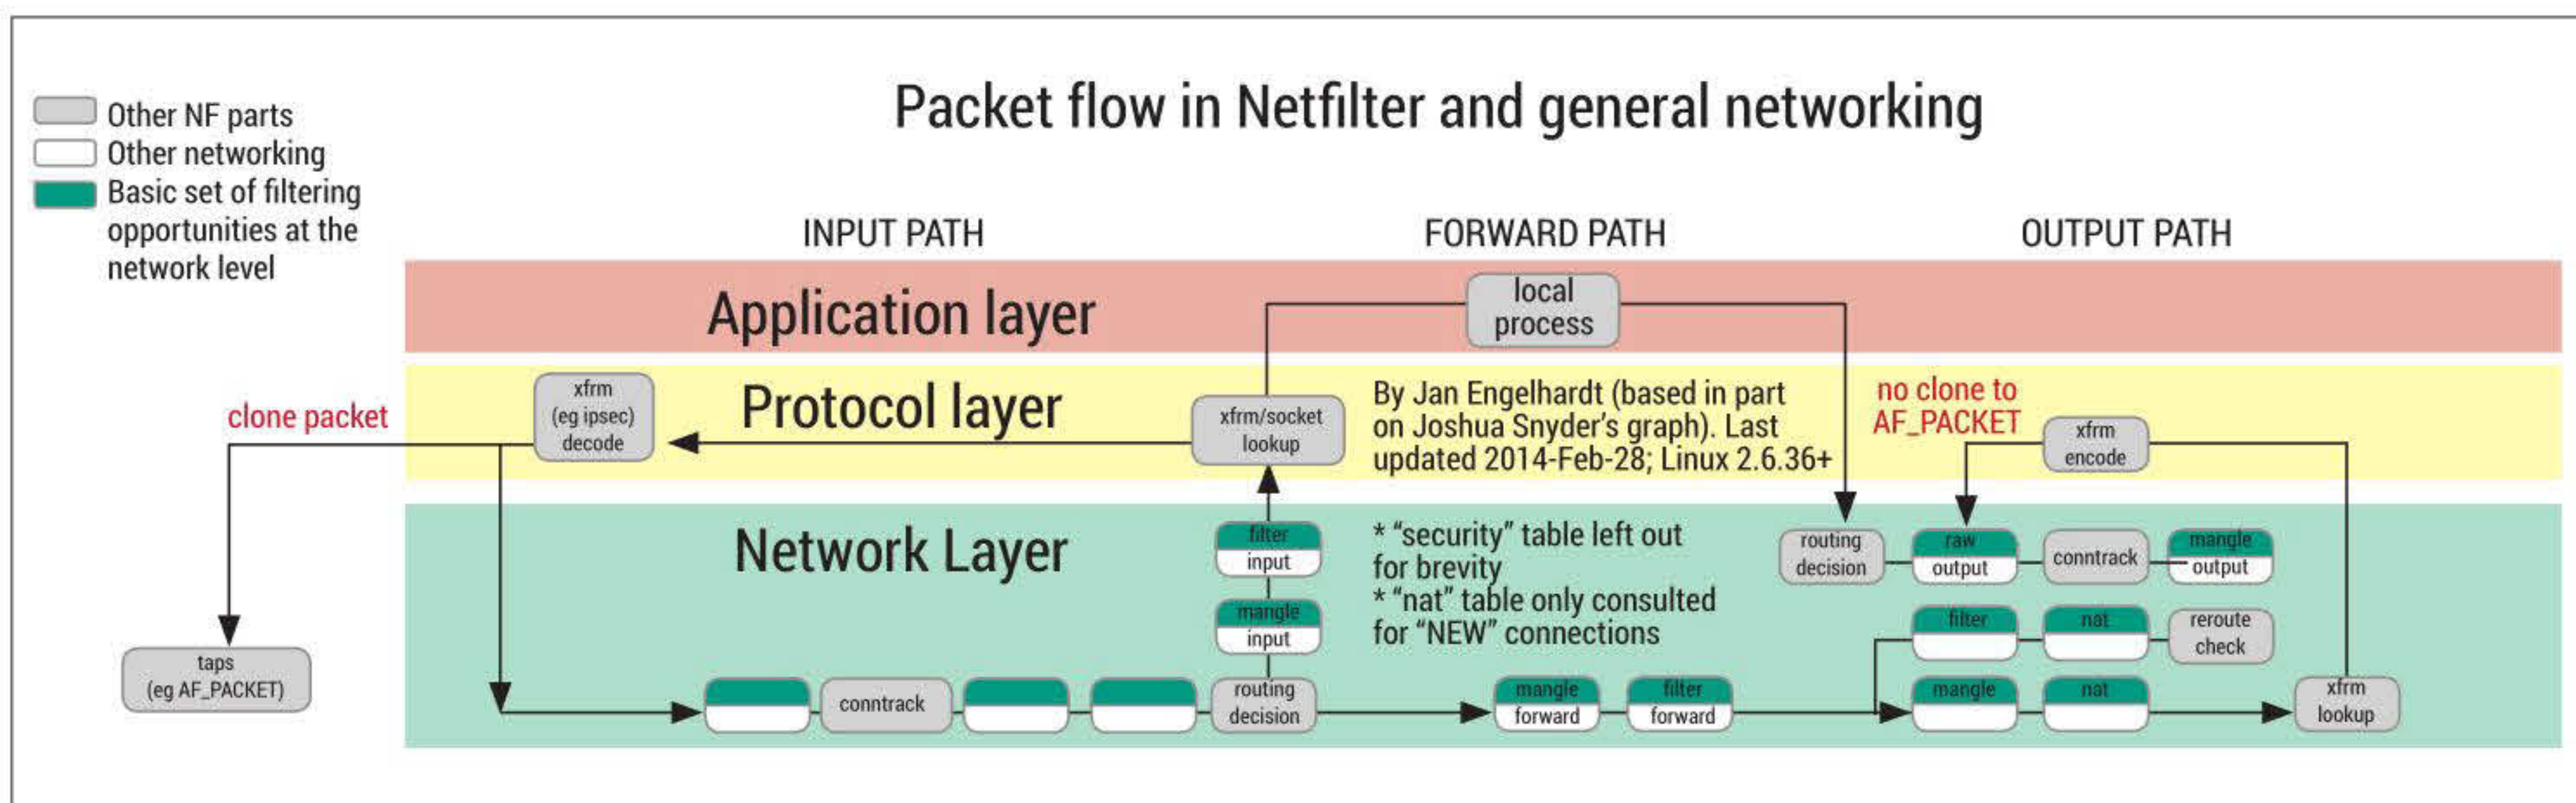 Packet flow in Netfilter and general networking
Other NF parts
Other networking
Basic set of filtering
opportunities at the
network level
INPUT PATH
FORWARD PATH
OUTPUT PATH
Application layer
local
process
clone packet
xfrm
(eg ipsec)
decode
Protocol layer
xfrm/socket
lookup
By Jan Engelhardt (based in part
on Joshua Snyder's graph). Last
updated 2014-Feb-28; Linux 2.6.36+
no clone to
AF_PACKET
xfrm
encode
Network Layer
filter
input
mangle
input
* "security" table left out
for brevity
* "nat" table only consulted
for "NEW" connections
routing
decision
raw
output
conntrack
mangle
output
filter
nat
reroute
check
taps
(eg AF_PACKET)
conntrack
routing
decision
mangle
forward
filter
forward
mangle
nat
xfrm
lookup